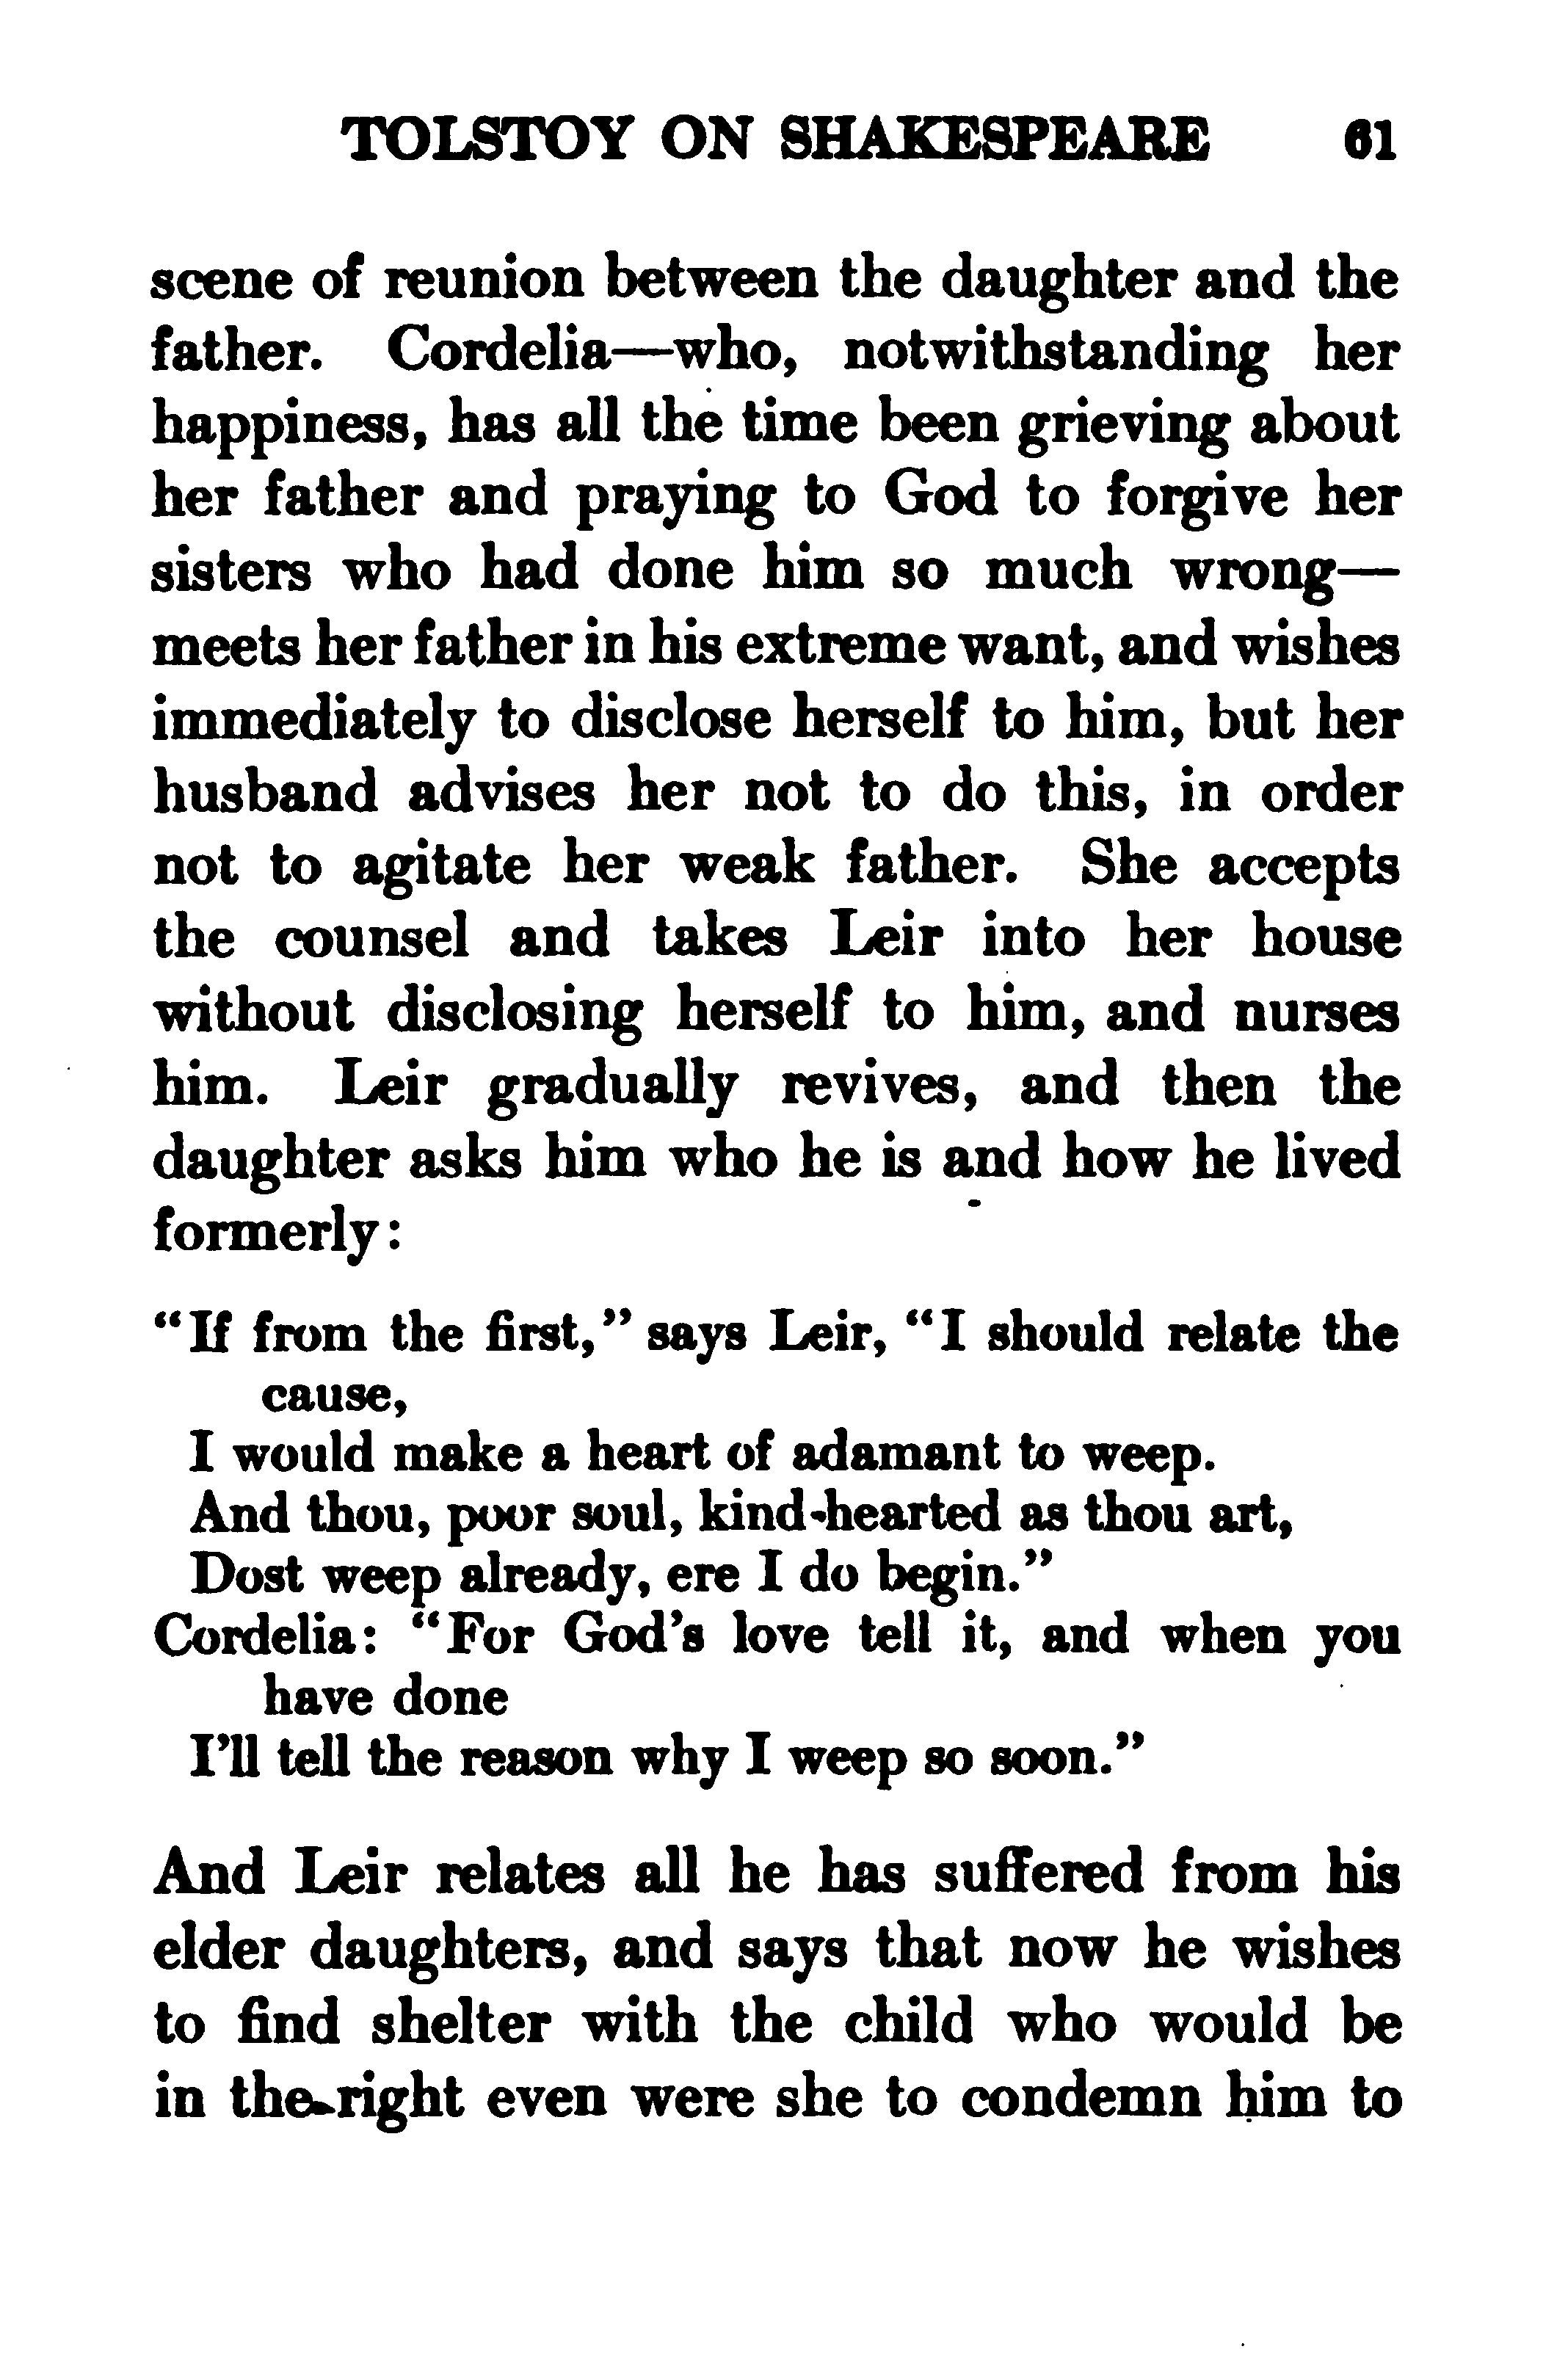 TOLSTOY ON SHAKESPEARE 61
scene of reunion between the daughter and the
father. Cordelia—who, notwithstanding her
happiness, has all the time been grieving about
her father and praying to God to forgive her
sisters who had done him so much wrong—
meets her father in his extreme want, and wishes
immediately to disclose herself to him, but her
husband advises her not to do this, in order
not to agitate her weak father. She accepts
the counsel and takes Leir into her house
without disclosing herself to him, and nurses
him. Leir gradually revives, and then the
daughter asks him who he is and how he lived
formerly:
“If from the first,” says Leir, “I should relate the
cause,
I would make a heart of adamant to weep.
And thou, poor soul, kind-hearted as thou art,
Dost weep already, ere I do begin.”
Cordelia: “For God’s love tell it, and when you
have done
I’ll tell the reason why I weep so soon.”
And Leir relates all he has suffered from his
elder daughters, and says that now he wishes
to find shelter with the child who would be
in the right even were she to condemn him to